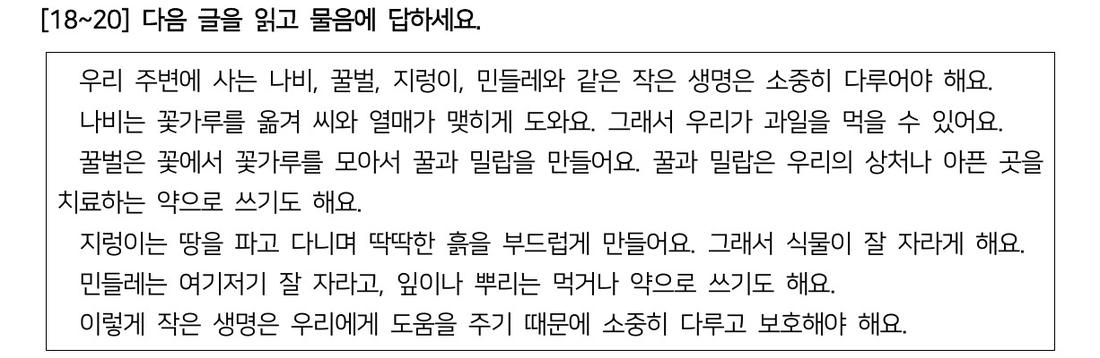 [18~20] 다음 글을 읽고 물음에 답하세요.
우리 주변에 사는 나비, 꿀벌, 지렁이, 민들레와 같은 작은 생명은 소중히 다루어야 해요.
나비는 꽃가루를 옮겨 씨와 열매가 맺히게 도와요. 그래서 우리가 과일을 먹을 수 있어요.
꿀벌은 꽃에서 꽃가루를 모아서 꿀과 밀랍을 만들어요. 꿀과 밀랍은 우리의 상처나 아픈 곳을
치료하는 약으로 쓰기도 해요.
지렁이는 땅을 파고 다니며 딱딱한 흙을 부드럽게 만들어요. 그래서 식물이 잘 자라게 해요.
민들레는 여기저기 잘 자라고, 잎이나 뿌리는 먹거나 약으로 쓰기도 해요.
이렇게 작은 생명은 우리에게 도움을 주기 때문에 소중히 다루고 보호해야 해요.